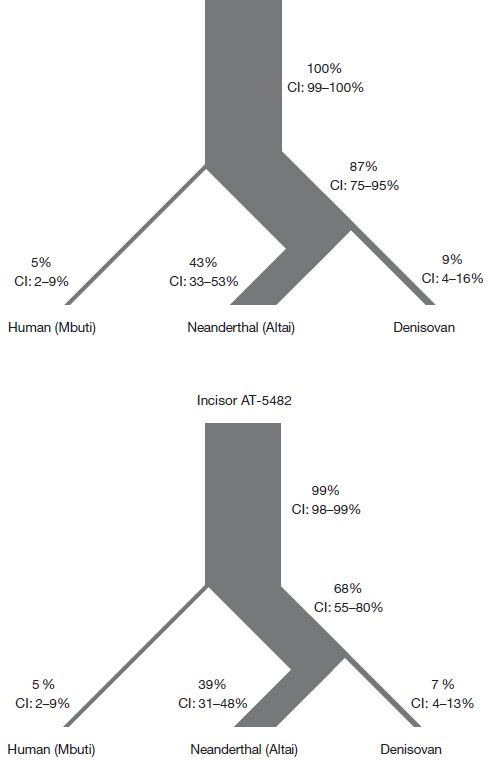 100%
CI: 99–100%
87%
CI: 75–95%
5%
CI: 2–9%
43%
CI: 33–53%
9%
CI: 4–16%
Human (Mbuti)
Neanderthal (Altai)
Denisovan
Incisor AT-5482
99%
CI: 98–99%
68%
CI: 55–80%
5 %
CI: 2–9%
39%
CI: 31–48%
7 %
CI: 4–13%
Human (Mbuti)
Neanderthal (Altai)
Denisovan